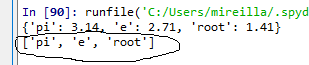 In [90]: runfile('C:/Users/mireilla/.spyd
{'pi': 3.14, 'e': 2.71, 'root': 1.41}
['pi', 'e', 'root']